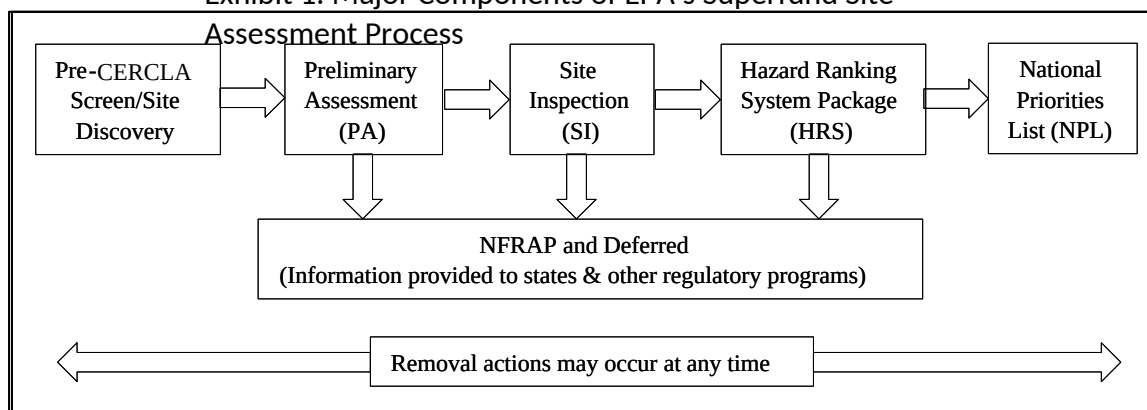 Exhibit 1. Major Components of EPA's Superfund Site
Assessment Process
Pre-CERCLA
Screen/Site
Discovery
Preliminary
Assessment
(PA)
Site
Inspection
(SI)
Hazard Ranking
System Package
(HRS)
National
Priorities
List (NPL)
NFRAP and Deferred
(Information provided to states & other regulatory programs)
Removal actions may occur at any time